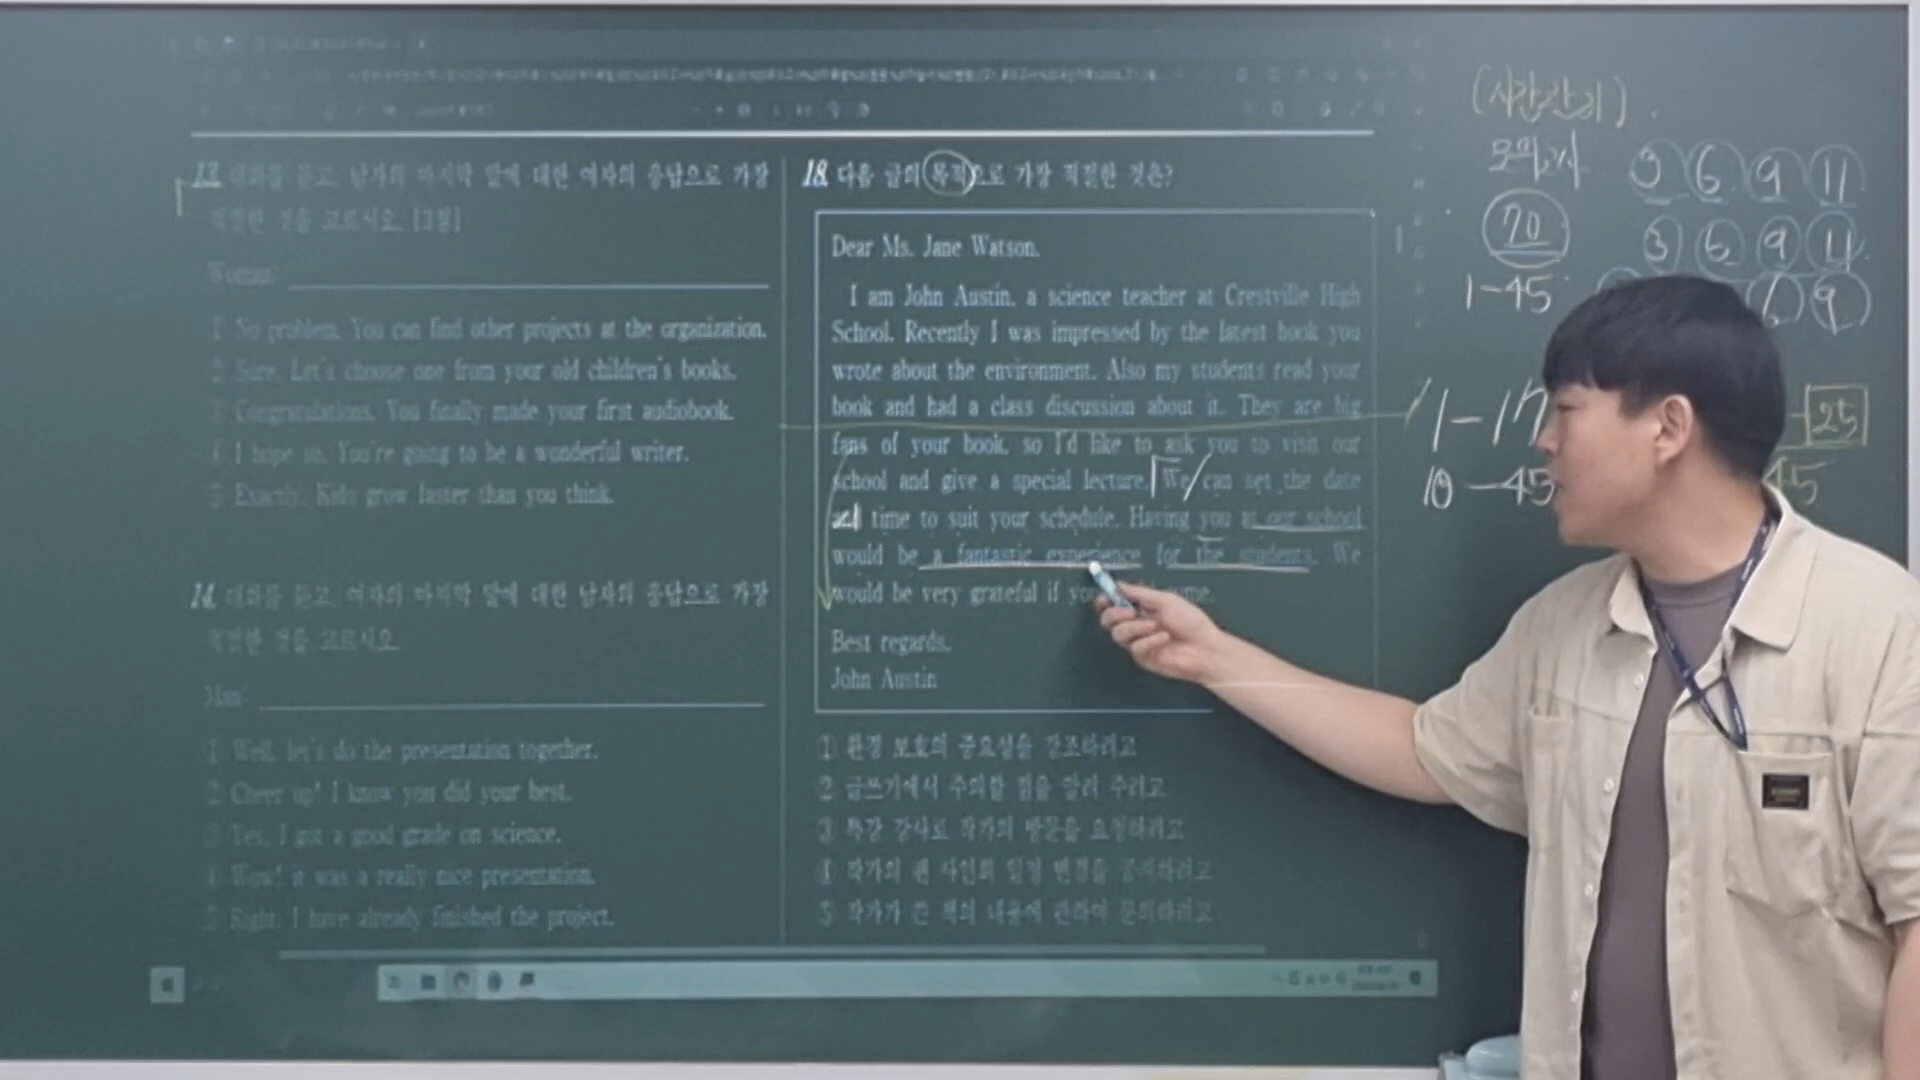 13. 대화를 듣고, 남자의 마지막 말에 대한 여자의 응답으로 가장
적절한 것을 고르시오. [3점]
Woman:
① No problem. You can find other projects at the organization.
② Sure. Let's choose one from your old children's books.
③ Congratulations. You finally made your first audiobook.
④ I hope so. You're going to be a wonderful writer.
⑤ Exactly. Kids grow faster than you think.
14. 대화를 듣고, 여자의 마지막 말에 대한 남자의 응답으로 가장
적절한 것을 고르시오.
Man:
① Well, let's do the presentation together.
② Cheer up! I know you did your best.
③ Yes, I got a good grade on science.
④ Wow! it was a really nice presentation.
⑤ Right. I have already finished the project.
18. 다음 글의 목적으로 가장 적절한 것은?
Dear Ms. Jane Watson,
I am John Austin, a science teacher at Crestville High
School. Recently I was impressed by the latest book you
wrote about the environment. Also my students read your
book and had a class discussion about it. They are big
fans of your book, so I'd like to ask you to visit our
school and give a special lecture. We can set the date
time to suit your schedule. Having you at our school
would be a fantastic experience for the students. We
would be very grateful if you
Best regards,
John Austin
① 환경 보호의 중요성을 강조하려고
② 글쓰기에서 주의할 점을 알려 주려고
③ 특강 강사로 작가의 방문을 요청하려고
④ 작가의 팬 사인회 일정 변경을 공지하려고
⑤ 작가가 쓴 책의 내용에 관하여 문의하려고
(시간관리)
모의고사
3 6 9 11
70
3 6 9 11
1-45
6 9
1-17
25
18-45
45